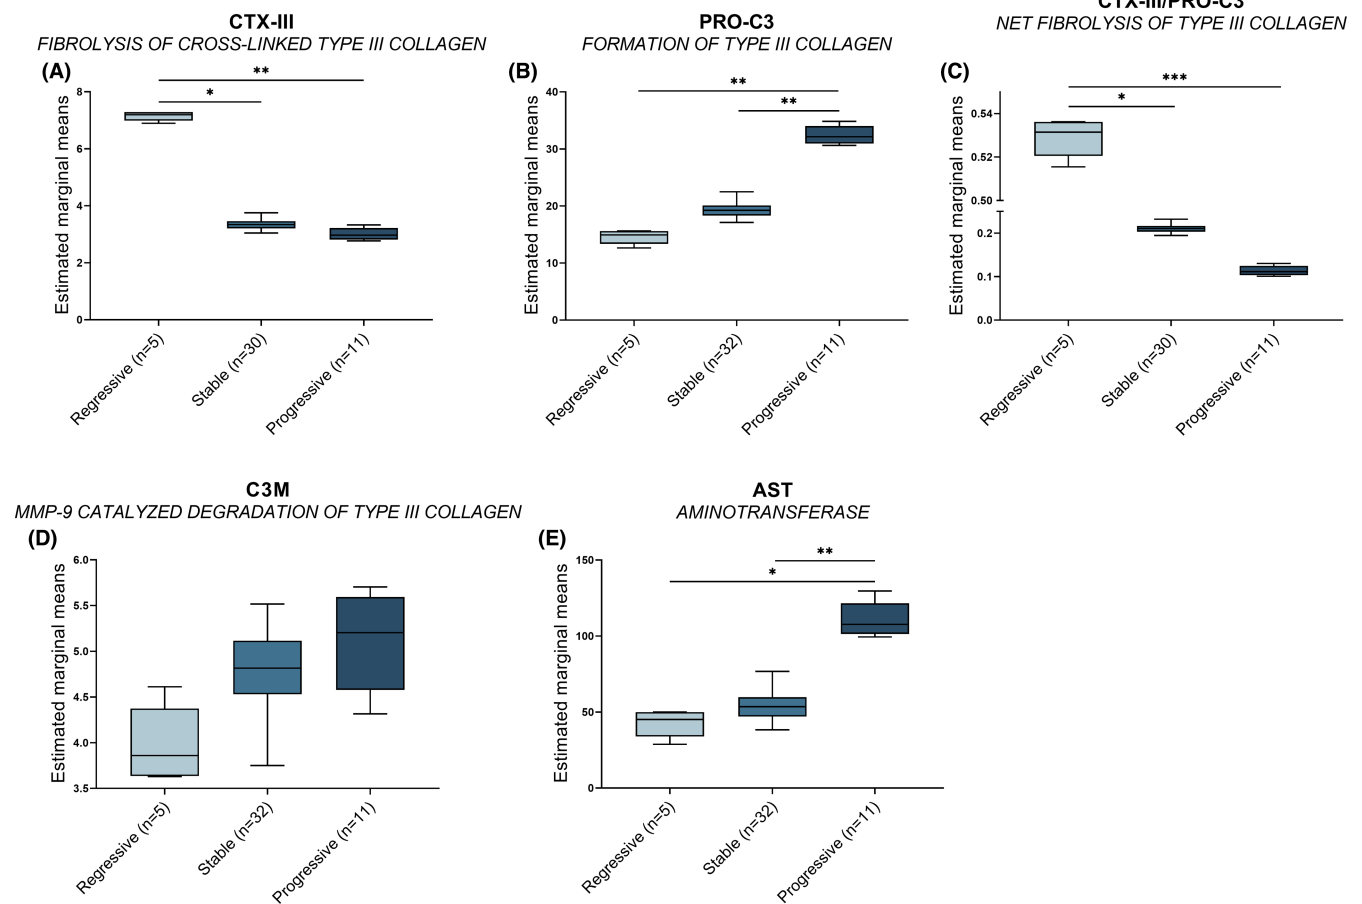 CTX-III
FIBROLYSIS OF CROSS-LINKED TYPE III COLLAGEN
(A)
**
*
Estimated marginal means
8
6
4
2
0
Regressive (n=5)
Stable (n=30)
Progressive (n=11)
PRO-C3
FORMATION OF TYPE III COLLAGEN
(B)
**
**
Estimated marginal means
40
30
20
10
0
Regressive (n=5)
Stable (n=32)
Progressive (n=11)
CTX-III/PRO-C3
NET FIBROLYSIS OF TYPE III COLLAGEN
(C)
***
*
Estimated marginal means
0.54
0.52
0.50
0.2
0.1
0.0
Regressive (n=5)
Stable (n=30)
Progressive (n=11)
C3M
MMP-9 CATALYZED DEGRADATION OF TYPE III COLLAGEN
(D)
Estimated marginal means
6.0
5.5
5.0
4.5
4.0
3.5
Regressive (n=5)
Stable (n=32)
Progressive (n=11)
AST
AMINOTRANSFERASE
(E)
**
*
Estimated marginal means
150
100
50
0
Regressive (n=5)
Stable (n=32)
Progressive (n=11)